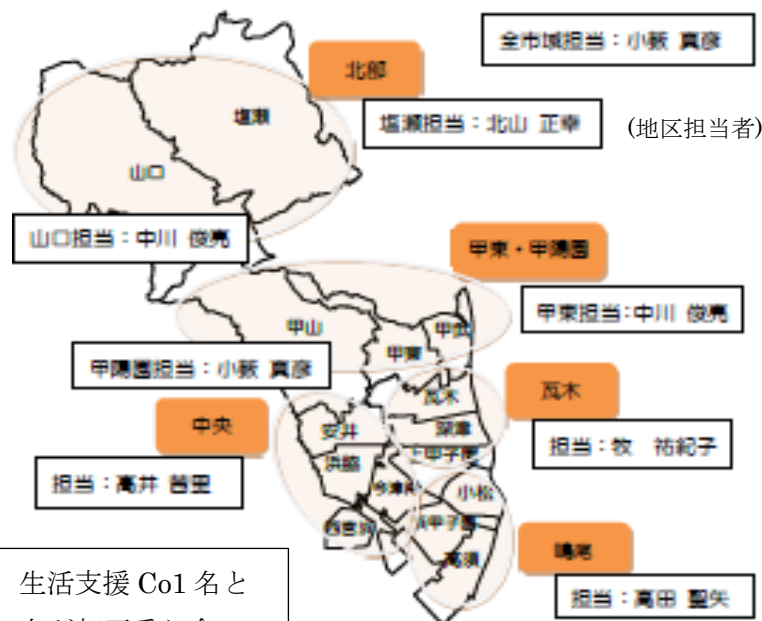 全市域担当：小薮 真彦
北部
塩瀬
塩瀬担当：北山 正幸
(地区担当者)
山口
山口担当：中川 俊亮
甲東・甲陽園
甲東担当：中川 俊亮
甲山
甲武
甲東
甲陽園担当：小薮 真彦
瓦木
瓦木
中央
安井
深津
上甲子園
担当：牧 祐紀子
浜脇
担当：高井
今津
小松
西宮浜
甲子園
鳴尾
高須
担当：高田 聖矢
生活支援 Co1 名と